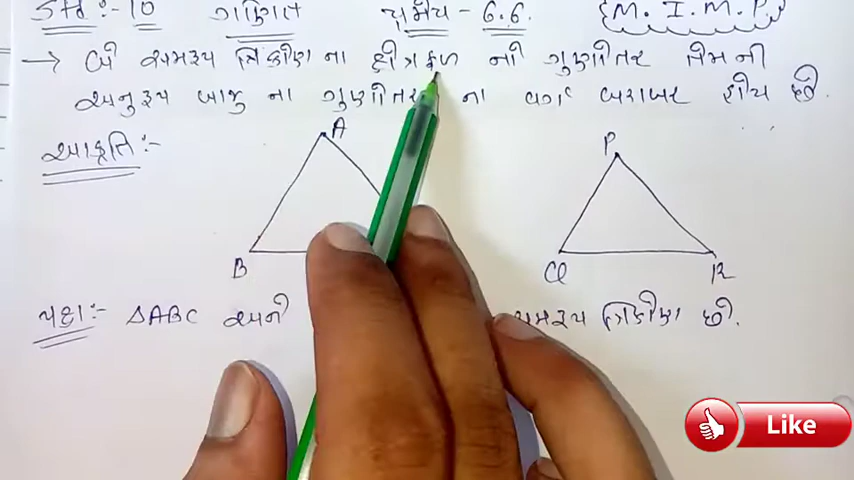 Std :- 10 ગણિત પ્રમેય - 6.6. {M. I. M.P.}
→ બે સમરૂપ ત્રિકોણ ના ક્ષેત્રફળ નો ગુણોત્તર તેમની
અનુરૂપ બાજુ ના ગુણોત્તર ના વર્ગ બરાબર હોય છે.
આકૃતિ :-
A
P
B
Q
R
પક્ષ :- ΔABC અને સમરૂપ ત્રિકોણ છે.
Like